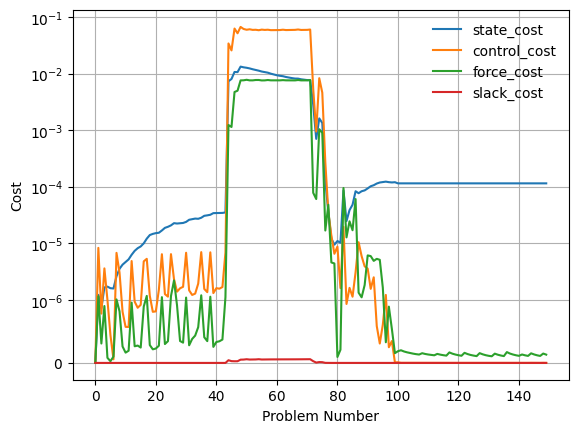 10⁻¹
10⁻²
10⁻³
10⁻⁴
10⁻⁵
10⁻⁶
0
Cost
state_cost
control_cost
force_cost
slack_cost
0 20 40 60 80 100 120 140
Problem Number